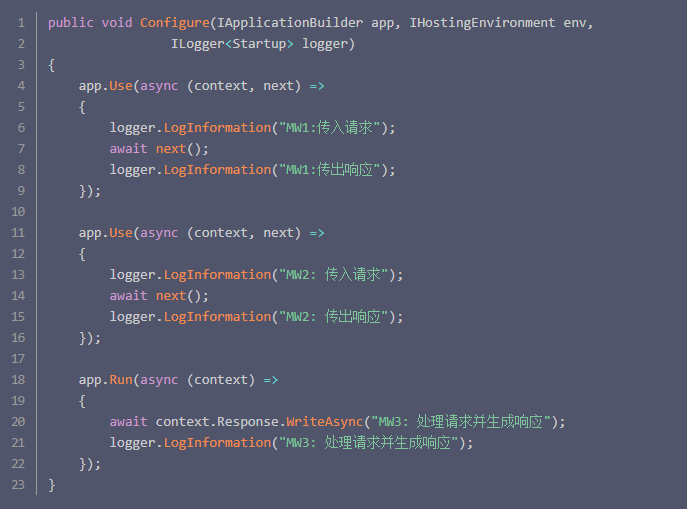 1 public void Configure(IApplicationBuilder app, IHostingEnvironment env,
2                 ILogger<Startup> logger)
3 {
4     app.Use(async (context, next) =>
5     {
6         logger.LogInformation("MW1:传入请求");
7         await next();
8         logger.LogInformation("MW1:传出响应");
9     });
10
11     app.Use(async (context, next) =>
12     {
13         logger.LogInformation("MW2: 传入请求");
14         await next();
15         logger.LogInformation("MW2: 传出响应");
16     });
17
18     app.Run(async (context) =>
19     {
20         await context.Response.WriteAsync("MW3: 处理请求并生成响应");
21         logger.LogInformation("MW3: 处理请求并生成响应");
22     });
23 }